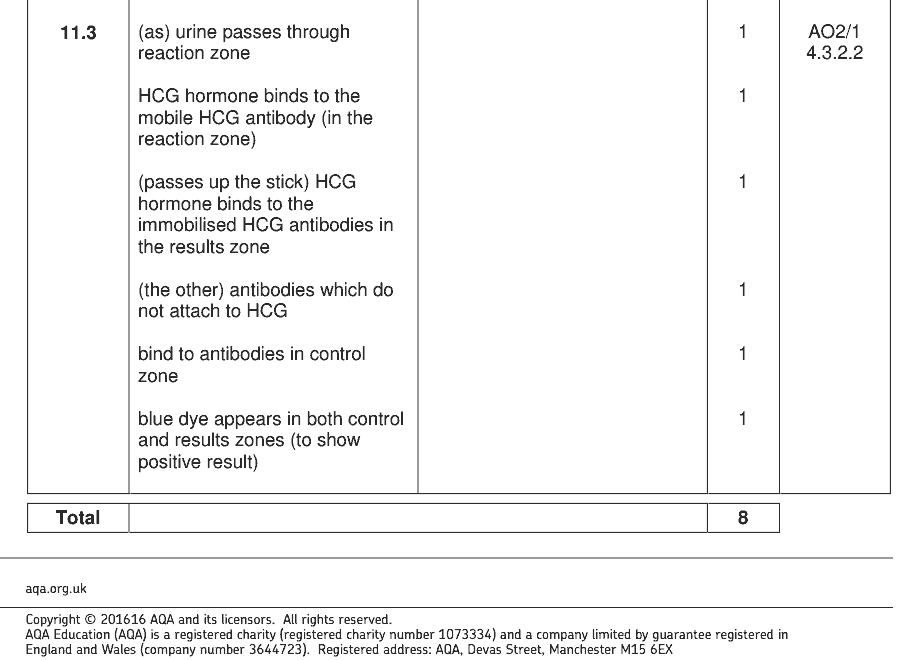 11.3 (as) urine passes through 1 AO2/1
reaction zone 4.3.2.2
HCG hormone binds to the 1
mobile HCG antibody (in the
reaction zone)
(passes up the stick) HCG 1
hormone binds to the
immobilised HCG antibodies in
the results zone
(the other) antibodies which do 1
not attach to HCG
bind to antibodies in control 1
zone
blue dye appears in both control 1
and results zones (to show
positive result)
Total 8
aqa.org.uk
Copyright © 201616 AQA and its licensors. All rights reserved.
AQA Education (AQA) is a registered charity (registered charity number 1073334) and a company limited by guarantee registered in
England and Wales (company number 3644723). Registered address: AQA, Devas Street, Manchester M15 6EX